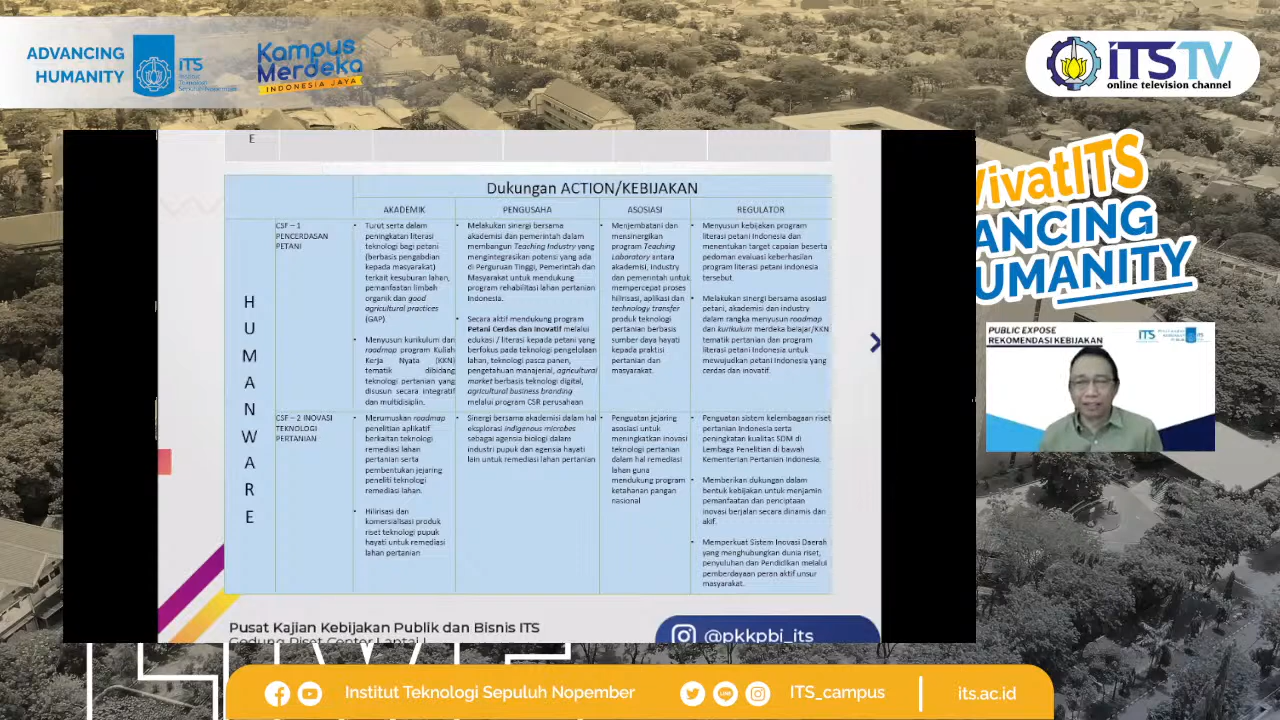 ADVANCING
HUMANITY
ITS
Institut
Teknologi
Sepuluh Nopember
Kampus
Merdeka
INDONESIA JAYA
ITSTV
online television channel
VivatITS
ANCING
UMANITY
E
Dukungan ACTION/KEBIJAKAN
AKADEMIK
PENGUSAHA
ASOSIASI
REGULATOR
HUMANWARE
CSF – 1
PENCERDASAN
PETANI
• Turut serta dalam
peningkatan literasi
teknologi bagi petani
(berbasis pengabdian
kepada masyarakat)
terkait kesuburan lahan,
pemanfaatan limbah
organik dan good
agricultural practices
(GAP).
• Menyusun kurikulum dan
roadmap program Kuliah
Kerja Nyata (KKN)
tematik dibidang
teknologi pertanian yang
disusun secara integratif
dan multidisiplin.
• Melakukan sinergi bersama
akademisi dan pemerintah dalam
membangun Teaching Industry yang
mengintegrasikan potensi yang ada
di Perguruan Tinggi, Pemerintah dan
Masyarakat untuk mendukung
program rehabilitasi lahan pertanian
Indonesia.
• Secara aktif mendukung program
Petani Cerdas dan Inovatif melalui
edukasi / literasi kepada petani yang
berfokus pada teknologi pengelolaan
lahan, teknologi pasca panen,
pengetahuan manajerial, agricultural
market berbasis teknologi digital,
agricultural business branding
melalui program CSR perusahaan.
• Menjembatani dan
mensinergikan
program Teaching
Laboratory antara
akademisi, industry
dan pemerintah untuk
mempercepat proses
hilirisasi, aplikasi dan
technology transfer
produk teknologi
pertanian berbasis
sumber daya hayati
kepada praktisi
pertanian dan
masyarakat.
• Menyusun kebijakan program
literasi petani Indonesia dan
menentukan target capaian beserta
pedoman evaluasi keberhasilan
program literasi petani Indonesia
tersebut.
• Melakukan sinergi bersama asosiasi
petani, akademisi dan industry
dalam rangka menyusun roadmap
dan kurikulum merdeka belajar/KKN
tematik pertanian dan program
literasi petani Indonesia untuk
mewujudkan petani Indonesia yang
cerdas dan inovatif.
CSF – 2 INOVASI
TEKNOLOGI
PERTANIAN
• Merumuskan roadmap
penelitian aplikatif
berkaitan teknologi
remediasi lahan
pertanian serta
pembentukan jejaring
peneliti teknologi
remediasi lahan.
• Hilirisasi dan
komersialisasi produk
riset teknologi pupuk
hayati untuk remediasi
lahan pertanian
• Sinergi bersama akademisi dalam hal
eksplorasi indigenous microbes
sebagai agensia biologi dalam
industri pupuk dan agensia hayati
lain untuk remediasi lahan pertanian
• Penguatan jejaring
asosiasi untuk
meningkatkan inovasi
teknologi pertanian
dalam hal remediasi
lahan guna
mendukung program
ketahanan pangan
nasional
• Penguatan sistem kelembagaan riset
pertanian Indonesia serta
peningkatan kualitas SDM di
Lembaga Penelitian di bawah
Kementerian Pertanian Indonesia.
• Memberikan dukungan dalam
bentuk kebijakan untuk menjamin
pemanfaatan dan penciptaan
inovasi berjalan secara dinamis dan
aktif.
• Memperkuat Sistem Inovasi Daerah
yang menghubungkan dunia riset,
penyuluhan dan Pendidikan melalui
pemberdayaan peran aktif unsur
masyarakat.
Pusat Kajian Kebijakan Publik dan Bisnis ITS
Gedung Riset Center Lantai I
@pkkpbi_its
PUBLIC EXPOSE
REKOMENDASI KEBIJAKAN
ITS
Institut Teknologi Sepuluh Nopember
ITS_campus
its.ac.id